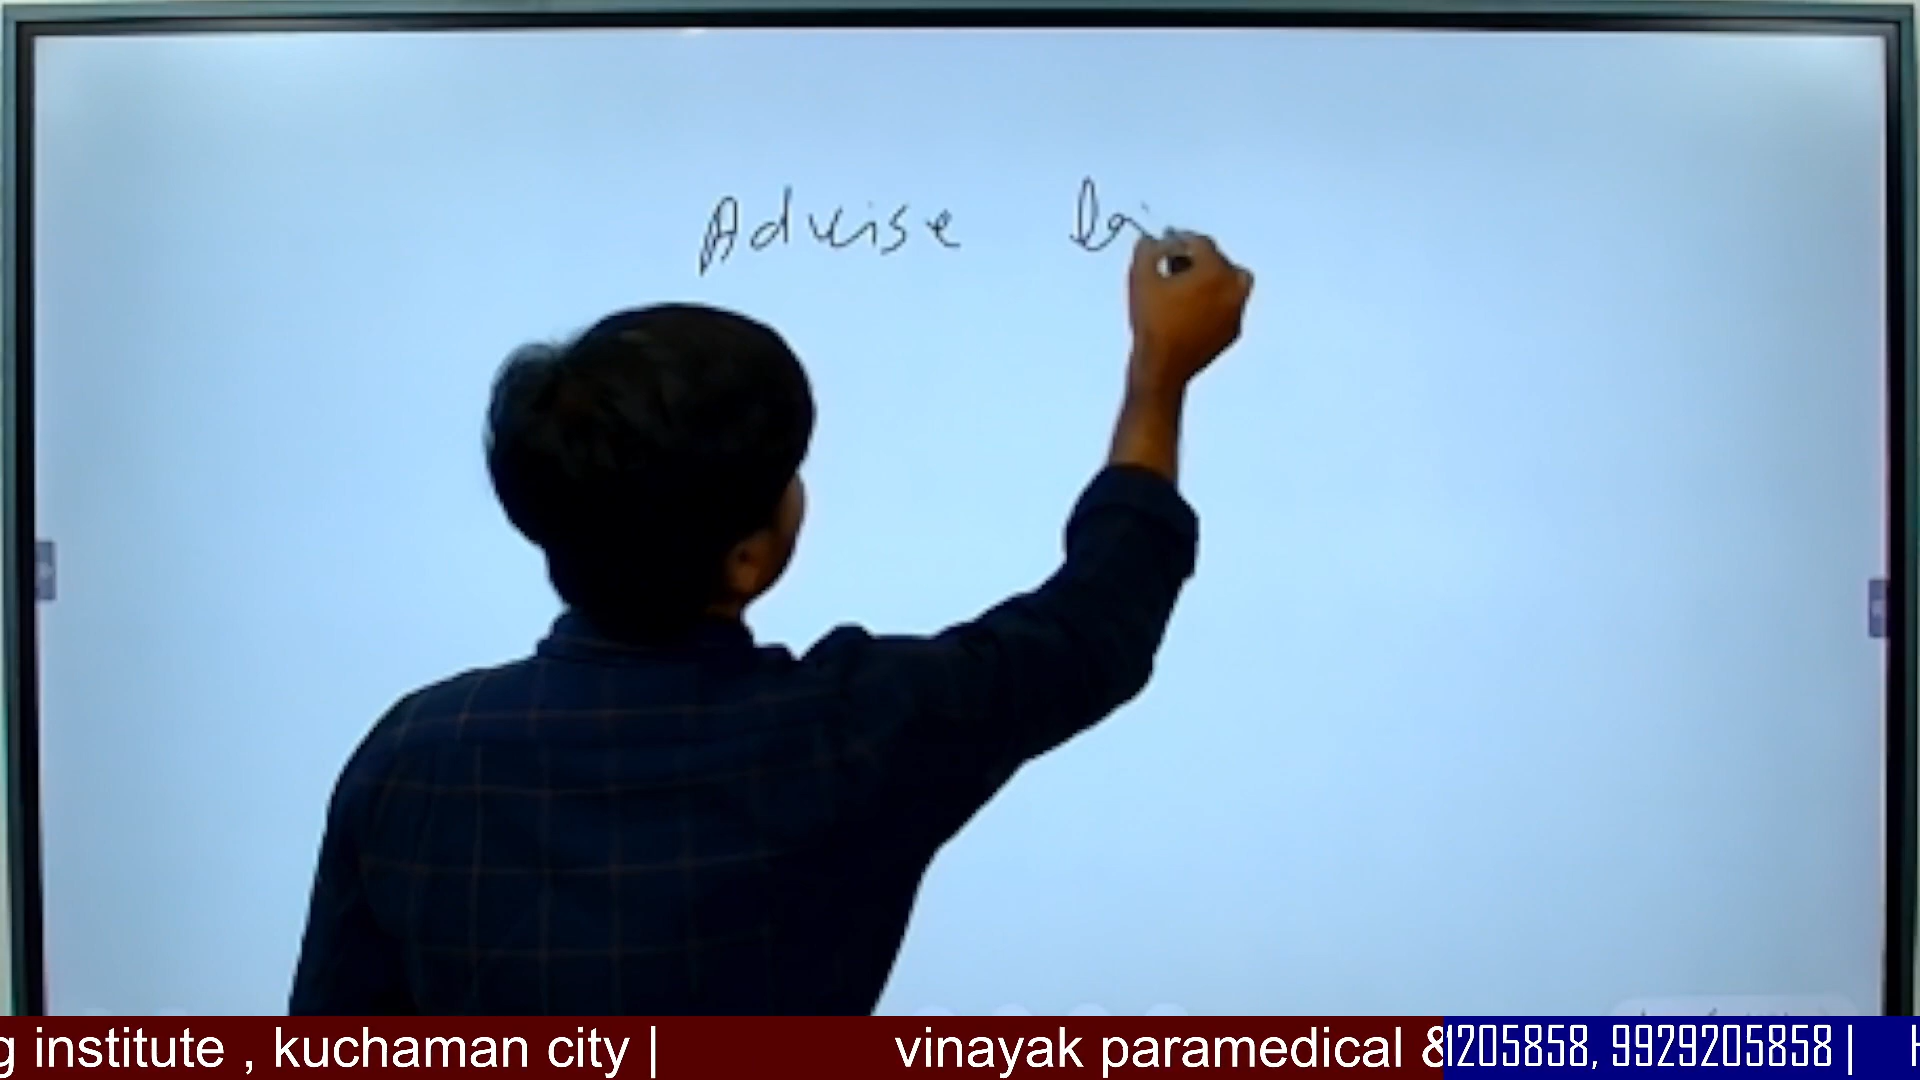 Advise
g institute , kuchaman city | vinayak paramedical & 1205858, 9929205858 |